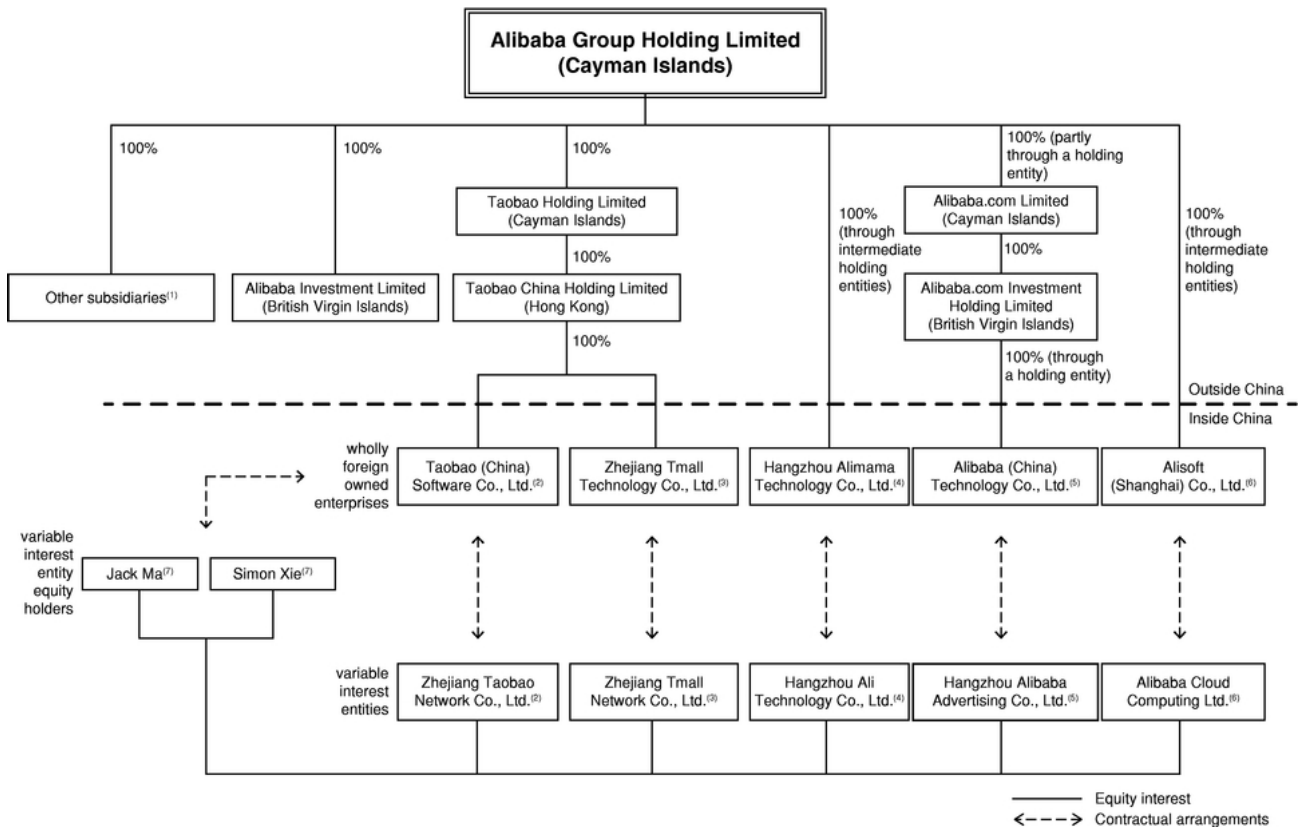 Alibaba Group Holding Limited
(Cayman Islands)
100%
100%
100%
100% (partly
through a holding
entity)
Taobao Holding Limited
(Cayman Islands)
Alibaba.com Limited
(Cayman Islands)
100%
(through
intermediate
holding
entities)
100%
(through
intermediate
holding
entities)
100%
100%
Other subsidiaries(1)
Alibaba Investment Limited
(British Virgin Islands)
Taobao China Holding Limited
(Hong Kong)
Alibaba.com Investment
Holding Limited
(British Virgin Islands)
100%
100% (through
a holding entity)
Outside China
Inside China
wholly
foreign
owned
enterprises
Taobao (China)
Software Co., Ltd.(2)
Zhejiang Tmall
Technology Co., Ltd.(3)
Hangzhou Alimama
Technology Co., Ltd.(4)
Alibaba (China)
Technology Co., Ltd.(5)
Alisoft
(Shanghai) Co., Ltd.(6)
variable
interest
entity
equity
holders
Jack Ma(7)
Simon Xie(7)
variable
interest
entities
Zhejiang Taobao
Network Co., Ltd.(2)
Zhejiang Tmall
Network Co., Ltd.(3)
Hangzhou Ali
Technology Co., Ltd.(4)
Hangzhou Alibaba
Advertising Co., Ltd.(5)
Alibaba Cloud
Computing Ltd.(6)
Equity interest
Contractual arrangements